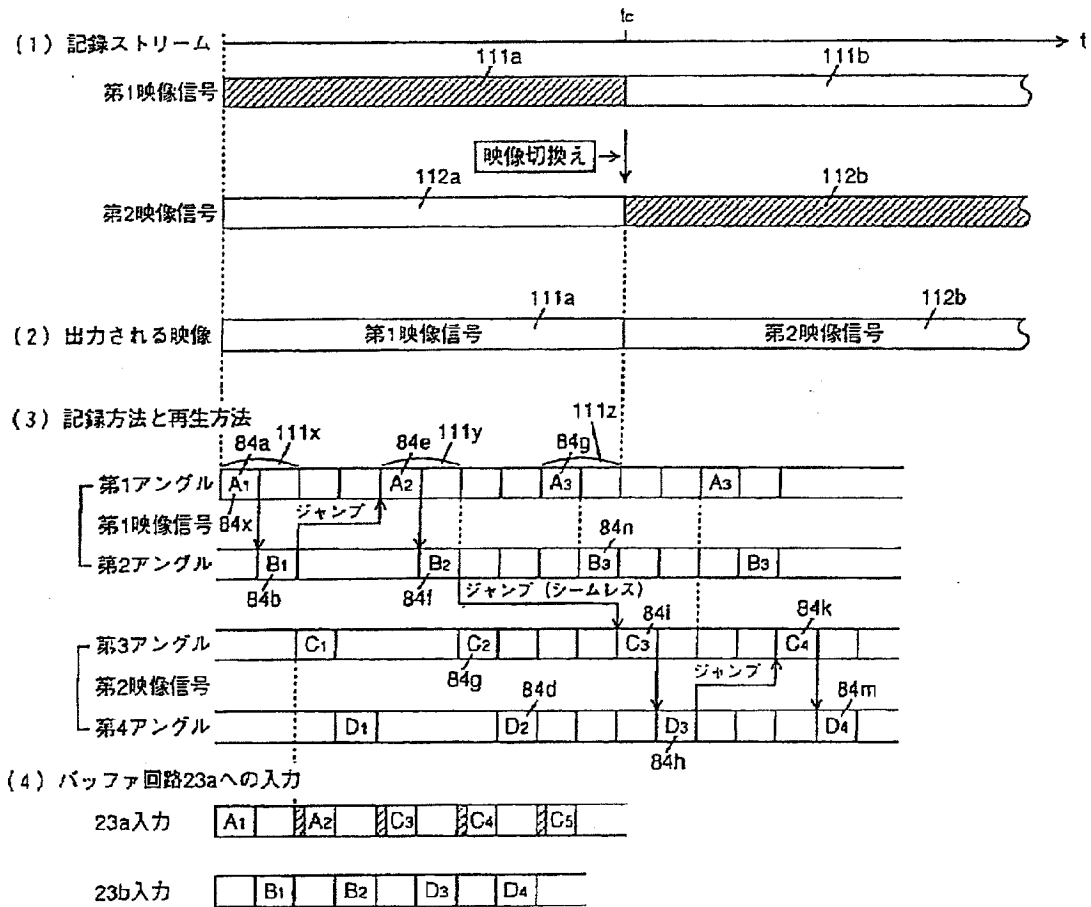 tc
(1) 記録ストリーム
t
111a
111b
第1映像信号
映像切換え
112a
112b
第2映像信号
111a
112b
(2) 出力される映像
第1映像信号
第2映像信号
(3) 記録方法と再生方法
84a
111x
84e
111y
84g
111z
第1アングル
A1
A2
A3
A3
第1映像信号
84x
ジャンプ
84n
第2アングル
B1
B2
B3
B3
84b
84f
ジャンプ (シームレス)
84i
84k
第3アングル
C1
C2
C3
C4
84g
第2映像信号
ジャンプ
84d
84m
第4アングル
D1
D2
D3
D4
84h
(4) バッファ回路23aへの入力
23a入力
A1
A2
C3
C4
C5
23b入力
B1
B2
D3
D4